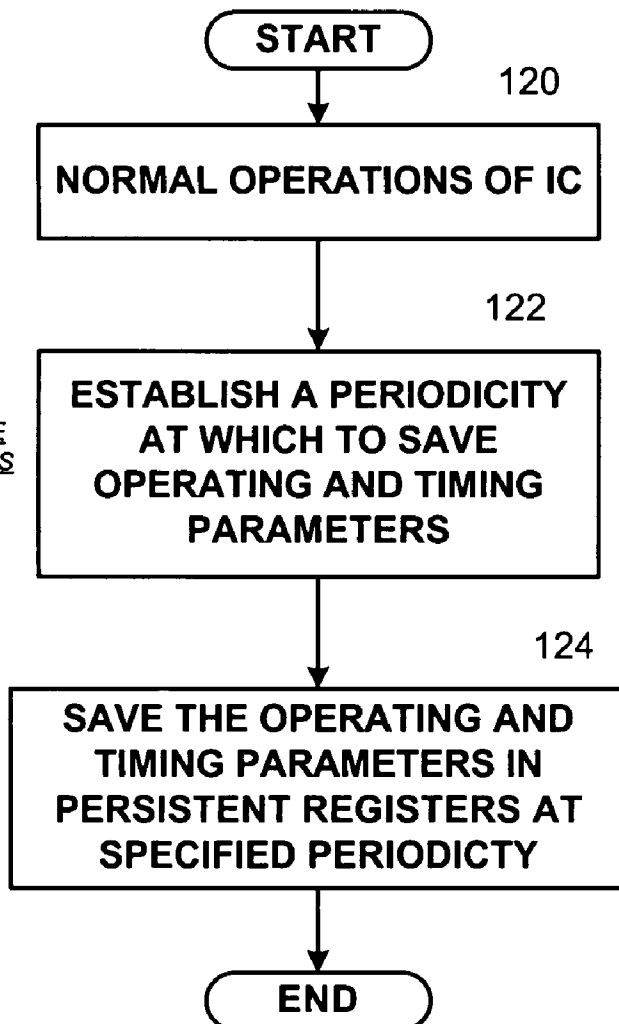 START
120
NORMAL OPERATIONS OF IC
122
ESTABLISH A PERIODICITY
AT WHICH TO SAVE
OPERATING AND TIMING
PARAMETERS
124
SAVE THE OPERATING AND
TIMING PARAMETERS IN
PERSISTENT REGISTERS AT
SPECIFIED PERIODICTY
END